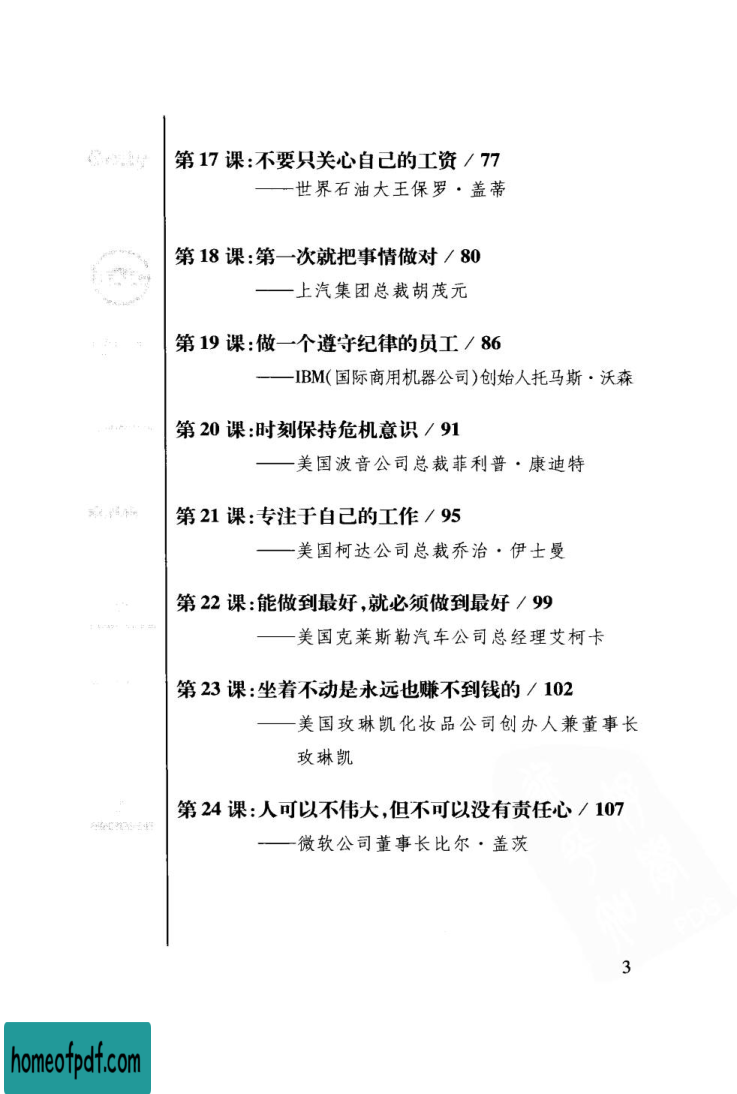 第 17 课:不要只关心自己的工资 / 77
——世界石油大王保罗·盖蒂
第 18 课:第一次就把事情做对 / 80
——上汽集团总裁胡茂元
第 19 课:做一个遵守纪律的员工 / 86
——IBM(国际商用机器公司)创始人托马斯·沃森
第 20 课:时刻保持危机意识 / 91
——美国波音公司总裁菲利普·康迪特
第 21 课:专注于自己的工作 / 95
——美国柯达公司总裁乔治·伊士曼
第 22 课:能做到最好,就必须做到最好 / 99
——美国克莱斯勒汽车公司总经理艾柯卡
第 23 课:坐着不动是永远也赚不到钱的 / 102
——美国玫琳凯化妆品公司创办人兼董事长
玫琳凯
第 24 课:人可以不伟大,但不可以没有责任心 / 107
——微软公司董事长比尔·盖茨
3
homeofpdf.com